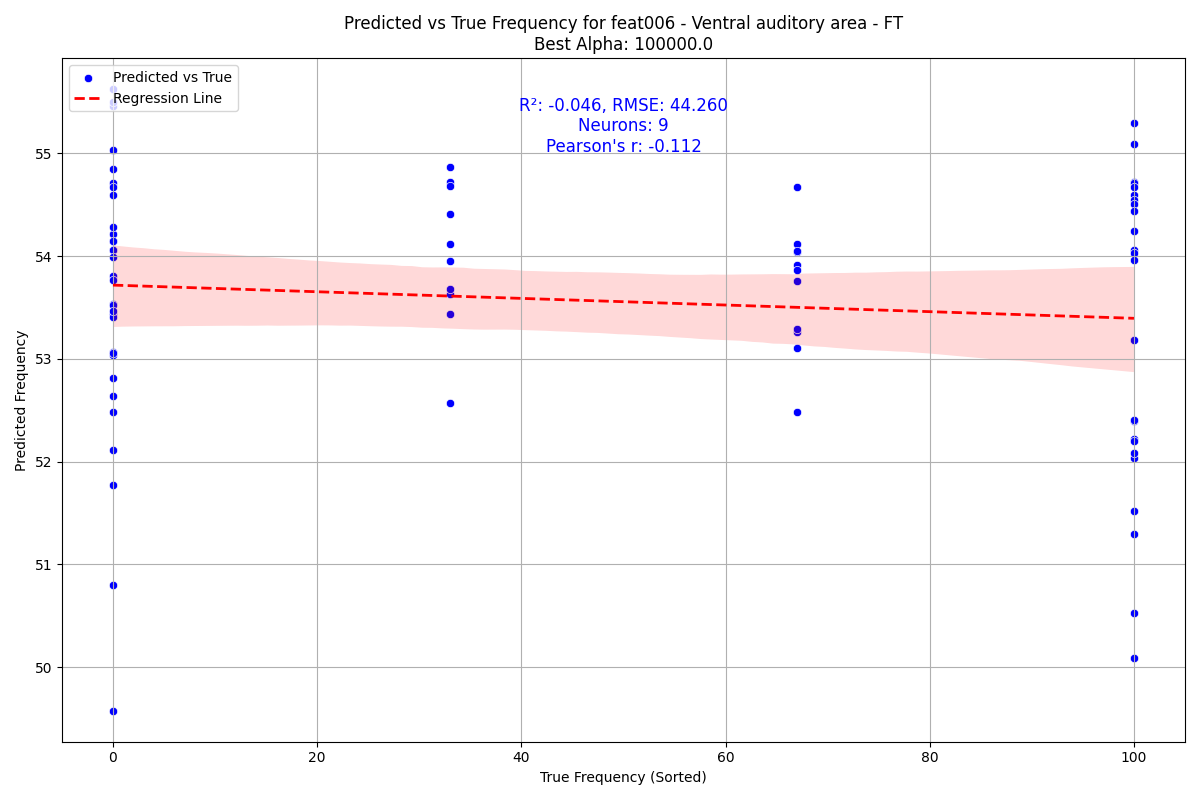 Predicted vs True Frequency for feat006 - Ventral auditory area - FT
Best Alpha: 100000.0
Predicted vs True
Regression Line
R²: -0.046, RMSE: 44.260
Neurons: 9
Pearson's r: -0.112
Predicted Frequency
55
54
53
52
51
50
0
20
40
60
80
100
True Frequency (Sorted)